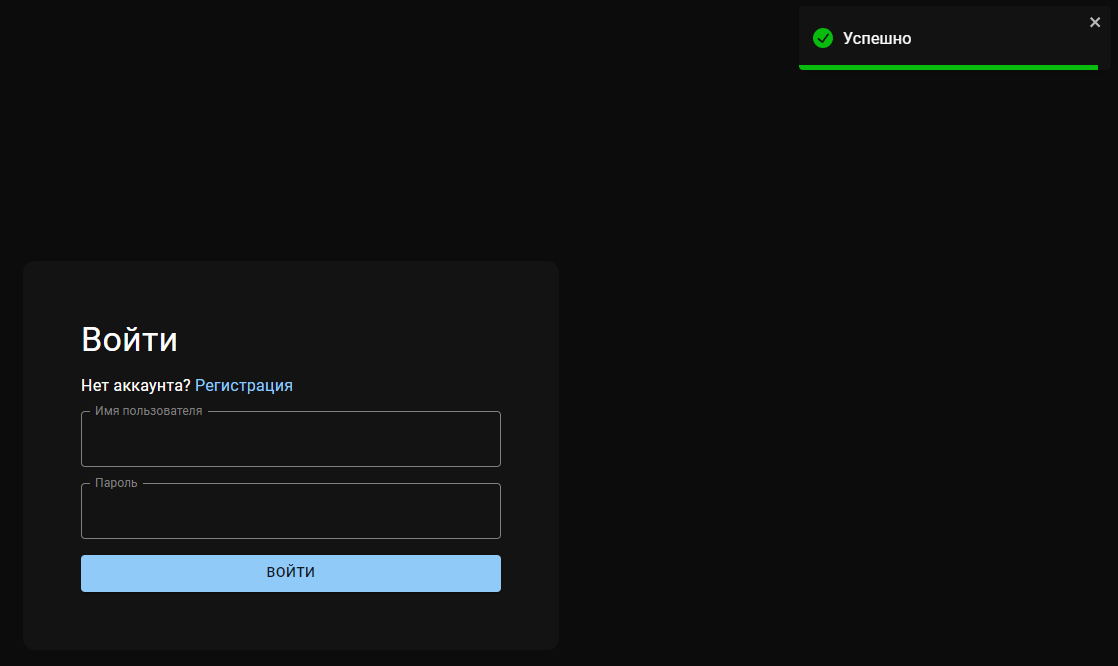 Успешно
Войти
Нет аккаунта? Регистрация
Имя пользователя
Пароль
ВОЙТИ